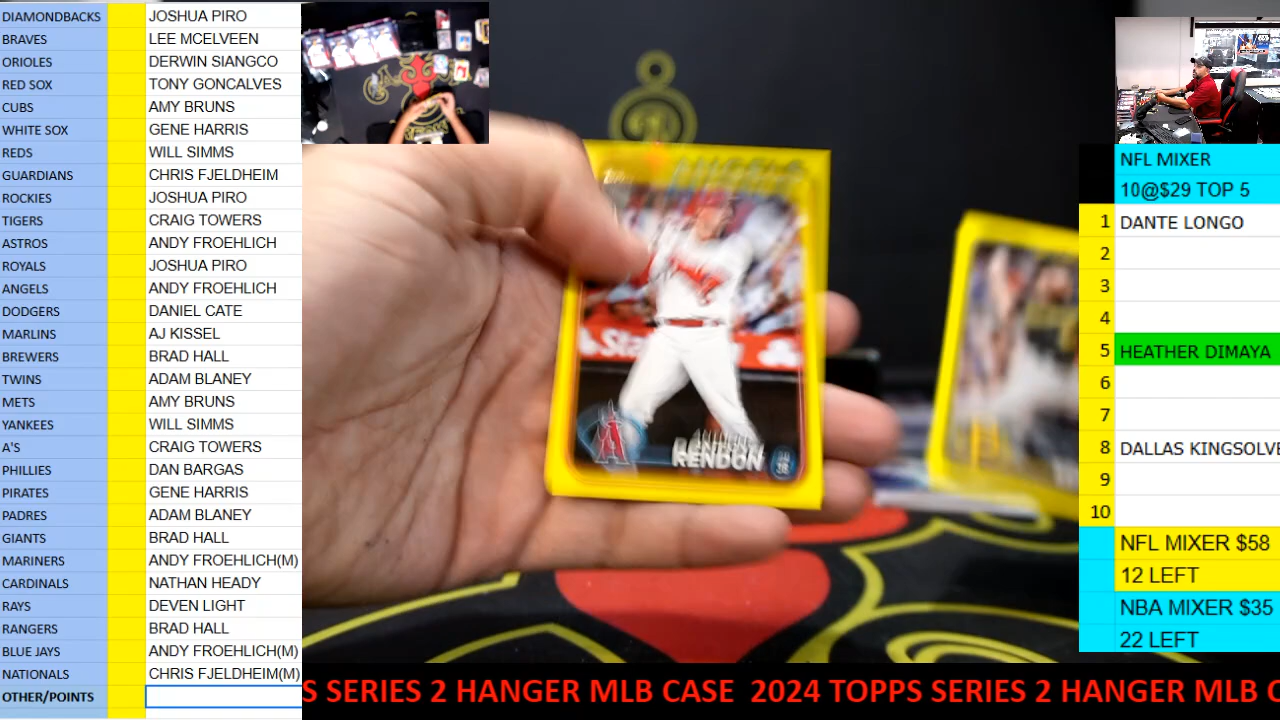 DIAMONDBACKS JOSHUA PIRO
BRAVES LEE MCELVEEN
ORIOLES DERWIN SIANGCO
RED SOX TONY GONCALVES
CUBS AMY BRUNS
WHITE SOX GENE HARRIS
REDS WILL SIMMS
GUARDIANS CHRIS FJELDHEIM
ROCKIES JOSHUA PIRO
TIGERS CRAIG TOWERS
ASTROS ANDY FROEHLICH
ROYALS JOSHUA PIRO
ANGELS ANDY FROEHLICH
DODGERS DANIEL CATE
MARLINS AJ KISSEL
BREWERS BRAD HALL
TWINS ADAM BLANEY
METS AMY BRUNS
YANKEES WILL SIMMS
A'S CRAIG TOWERS
PHILLIES DAN BARGAS
PIRATES GENE HARRIS
PADRES ADAM BLANEY
GIANTS BRAD HALL
MARINERS ANDY FROEHLICH(M)
CARDINALS NATHAN HEADY
RAYS DEVEN LIGHT
RANGERS BRAD HALL
BLUE JAYS ANDY FROEHLICH(M)
NATIONALS CHRIS FJELDHEIM(M)
OTHER/POINTS
ANGELS
ANTHONY
RENDON
NFL MIXER
10@$29 TOP 5
1 DANTE LONGO
2
3
4
5 HEATHER DIMAYA
6
7
8 DALLAS KINGSOLVE
9
10
NFL MIXER $58
12 LEFT
NBA MIXER $35
22 LEFT
S SERIES 2 HANGER MLB CASE 2024 TOPPS SERIES 2 HANGER MLB C